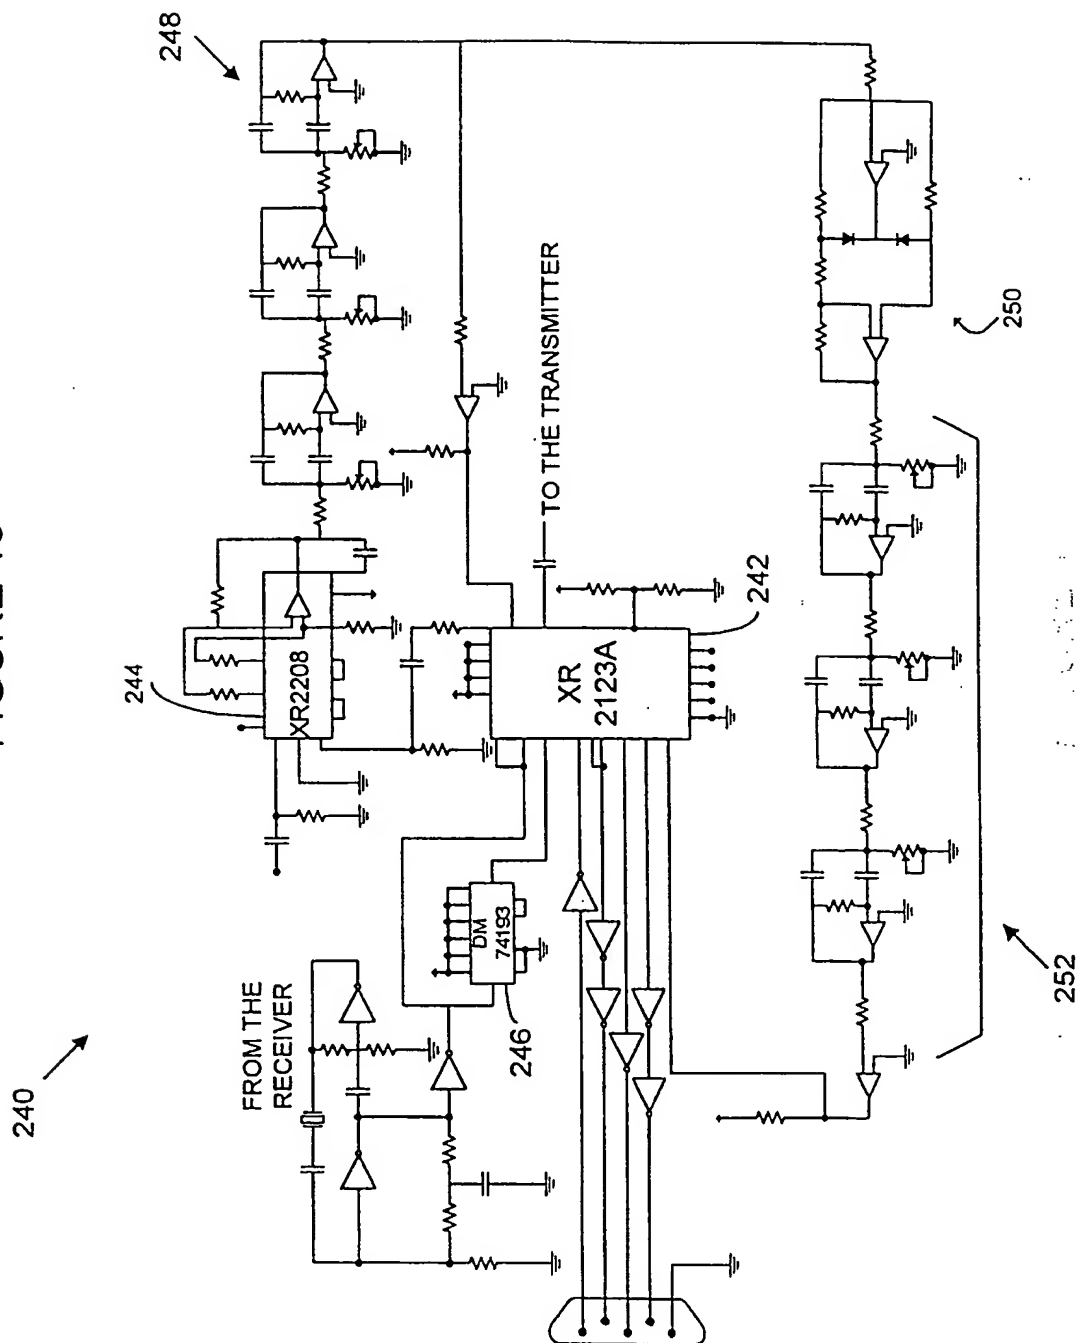 240
248
244
XR2208
TO THE TRANSMITTER
250
FROM THE
RECEIVER
XR
2123A
242
DM
74193
246
252